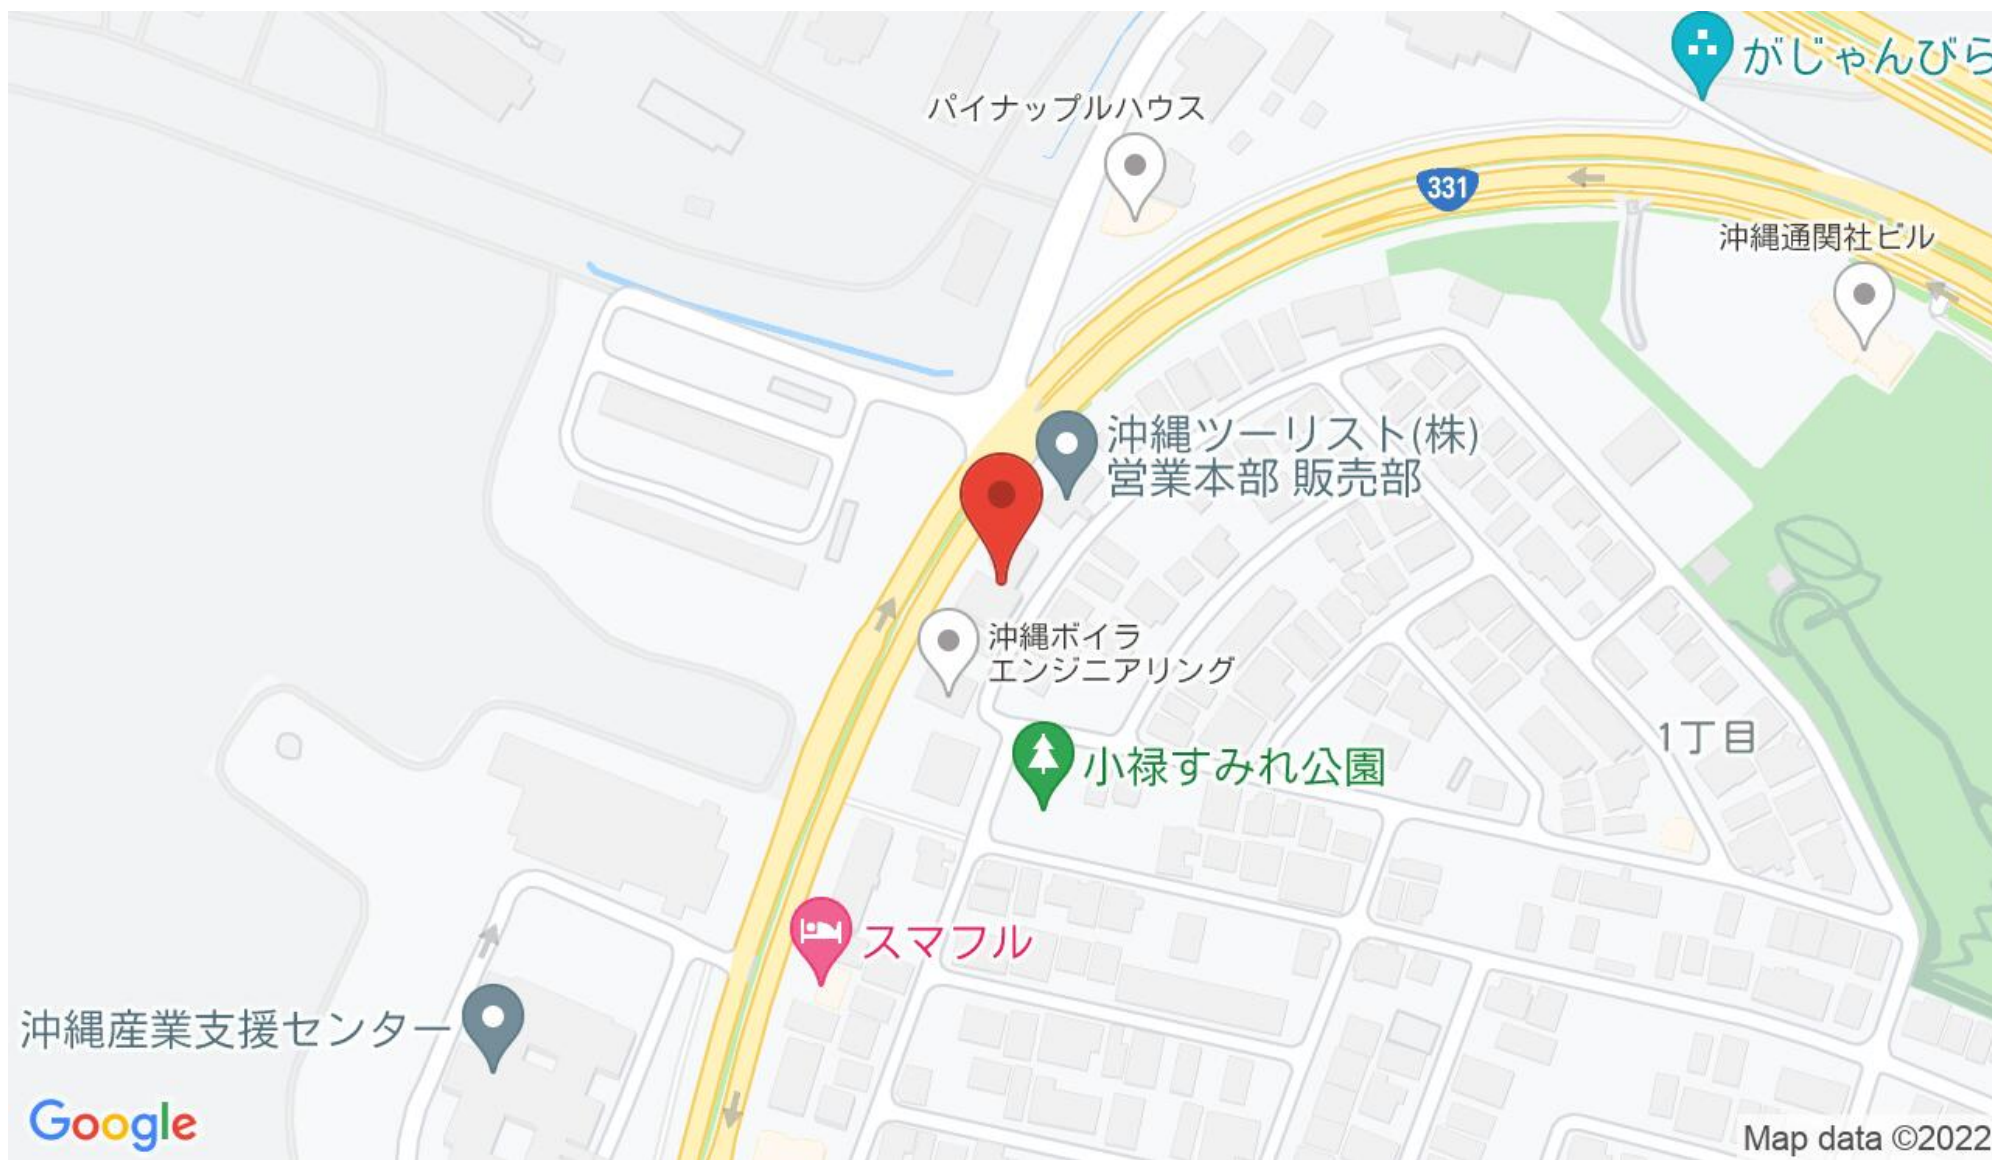 がじゃんびら
パイナップルハウス
331
沖縄通関社ビル
沖縄ツーリスト(株)
営業本部 販売部
沖縄ボイラ
エンジニアリング
1丁目
小禄すみれ公園
スマフル
沖縄産業支援センター
Google
Map data ©2022